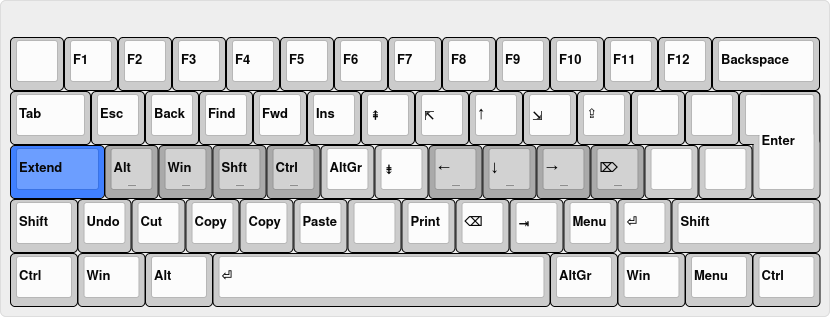 F1 F2 F3 F4 F5 F6 F7 F8 F9 F10 F11 F12 Backspace
Tab Esc Back Find Fwd Ins ⇞ ⇱ ↑ ⇲ ⇪
Enter
Extend Alt _ Win _ Shft _ Ctrl _ AltGr ⇟ ← _ ↓ _ → _ ⌦ _
Shift Undo Cut Copy Copy Paste Print ⌫ ⇥ Menu ⏎ Shift
Ctrl Win Alt ⏎ AltGr Win Menu Ctrl